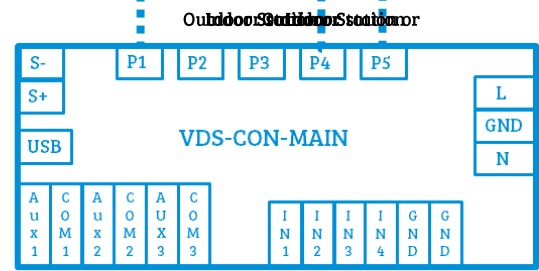 S-
P1
P2
P3
P4
P5
S+
L
USB
VDS-CON-MAIN
GND
N
Aux1
COM1
Aux2
COM2
AUX3
COM3
IN1
IN2
IN3
IN4
GND
GND